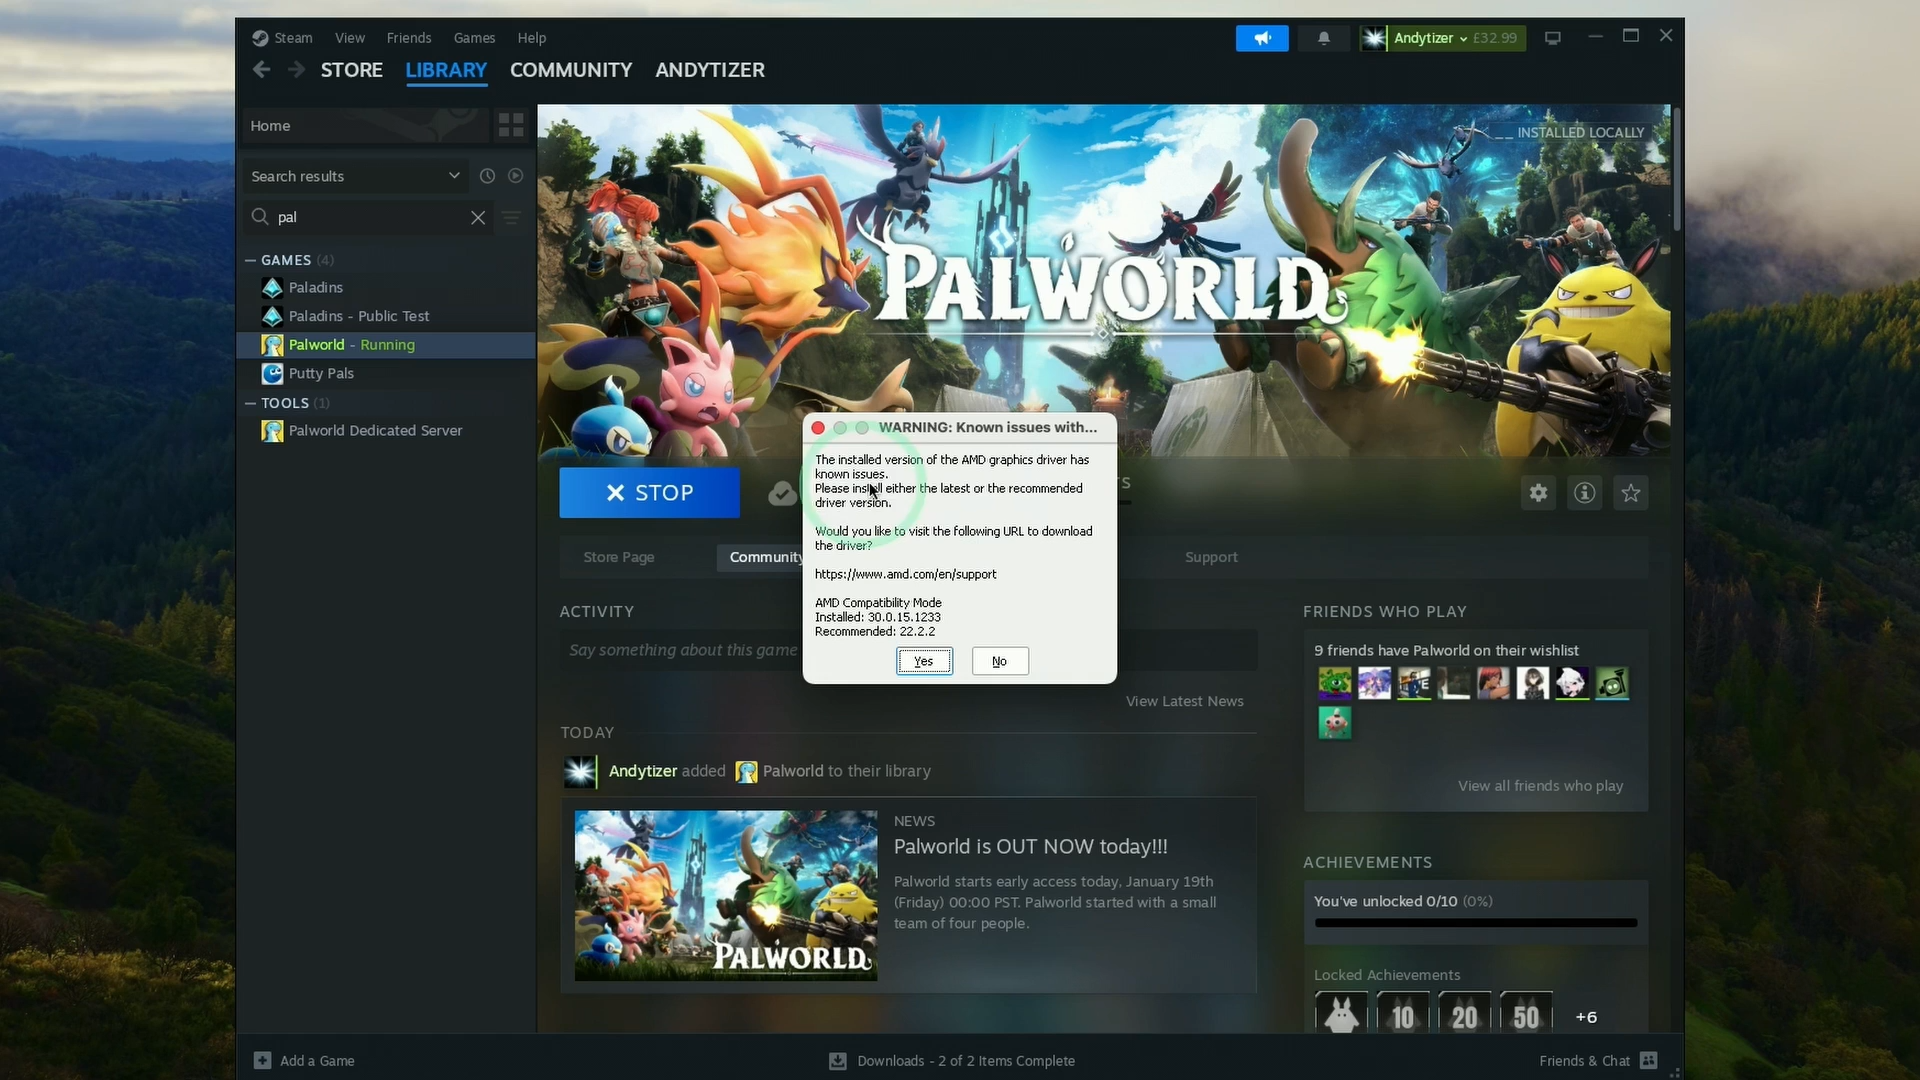 Steam
View
Friends
Games
Help
Andytizer
£32.99
STORE
LIBRARY
COMMUNITY
ANDYTIZER
Home
Search results
pal
— GAMES (4)
Paladins
Paladins - Public Test
Palworld - Running
Putty Pals
— TOOLS (1)
Palworld Dedicated Server
INSTALLED LOCALLY
PALWORLD
WARNING: Known issues with...
The installed version of the AMD graphics driver has
known issues.
Please install either the latest or the recommended
driver version.
Would you like to visit the following URL to download
the driver?
https://www.amd.com/en/support
AMD Compatibility Mode
Installed: 30.0.15.1233
Recommended: 22.2.2
Yes
No
STOP
Store Page
Community
Support
ACTIVITY
Say something about this game
View Latest News
TODAY
Andytizer added Palworld to their library
PALWORLD
NEWS
Palworld is OUT NOW today!!!
Palworld starts early access today, January 19th
(Friday) 00:00 PST. Palworld started with a small
team of four people.
FRIENDS WHO PLAY
9 friends have Palworld on their wishlist
View all friends who play
ACHIEVEMENTS
You've unlocked 0/10 (0%)
Locked Achievements
10
20
50
+6
Add a Game
Downloads - 2 of 2 Items Complete
Friends & Chat